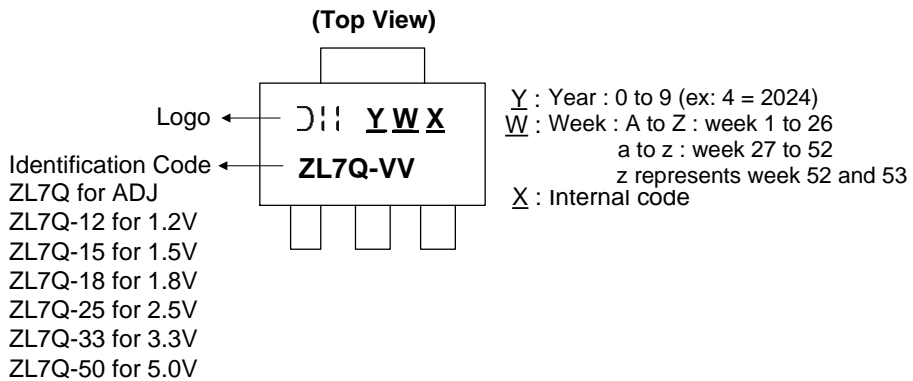 (Top View)
Logo
Y W X
Identification Code
ZL7Q-VV
ZL7Q for ADJ
ZL7Q-12 for 1.2V
ZL7Q-15 for 1.5V
ZL7Q-18 for 1.8V
ZL7Q-25 for 2.5V
ZL7Q-33 for 3.3V
ZL7Q-50 for 5.0V
Y : Year : 0 to 9 (ex: 4 = 2024)
W : Week : A to Z : week 1 to 26
a to z : week 27 to 52
z represents week 52 and 53
X : Internal code